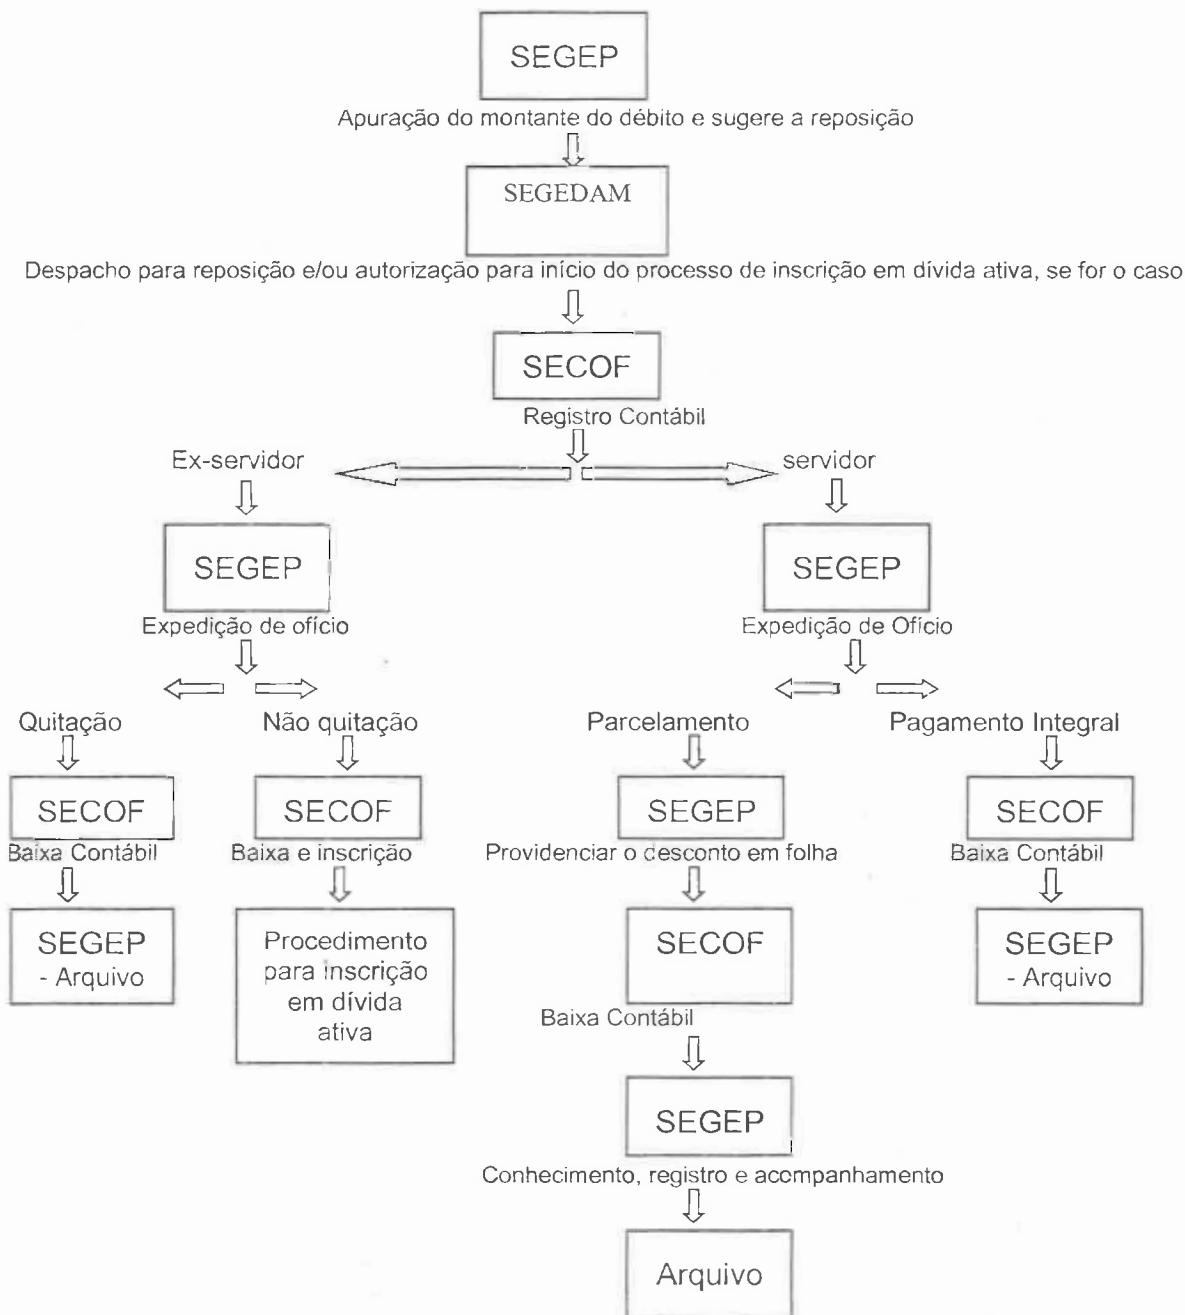 SEGEP
Apuração do montante do débito e sugere a reposição
SEGEDAM
Despacho para reposição e/ou autorização para início do processo de inscrição em dívida ativa, se for o caso
SECOF
Registro Contábil
Ex-servidor
servidor
SEGEP
SEGEP
Expedição de ofício
Expedição de Ofício
Quitação
Não quitação
Parcelamento
Pagamento Integral
SECOF
SECOF
SEGEP
SECOF
Baixa Contábil
Baixa e inscrição
Providenciar o desconto em folha
Baixa Contábil
SEGEP
- Arquivo
Procedimento
para inscrição
em dívida
ativa
SECOF
SEGEP
- Arquivo
Baixa Contábil
SEGEP
Conhecimento, registro e acompanhamento
Arquivo